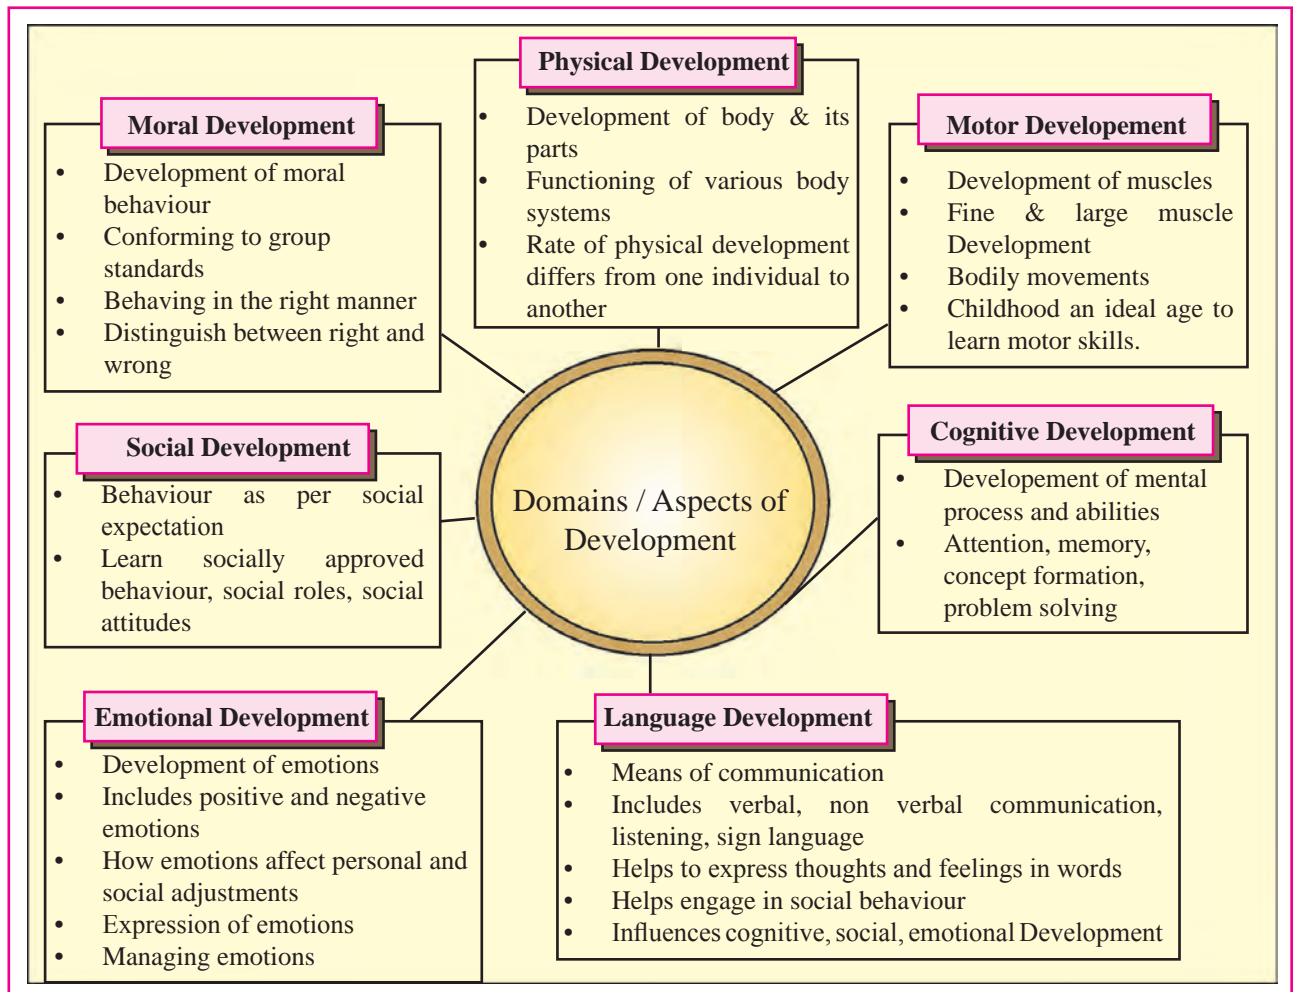 Physical Development
• Development of body & its
parts
• Functioning of various body
systems
• Rate of physical development
differs from one individual to
another
Moral Development
• Development of moral
behaviour
• Conforming to group
standards
• Behaving in the right manner
• Distinguish between right and
wrong
Motor Developement
• Development of muscles
• Fine & large muscle
Development
• Bodily movements
• Childhood an ideal age to
learn motor skills.
Social Development
• Behaviour as per social
expectation
• Learn socially approved
behaviour, social roles, social
attitudes
Domains / Aspects of
Development
Cognitive Development
• Developement of mental
process and abilities
• Attention, memory,
concept formation,
problem solving
Emotional Development
• Development of emotions
• Includes positive and negative
emotions
• How emotions affect personal and
social adjustments
• Expression of emotions
• Managing emotions
Language Development
• Means of communication
• Includes verbal, non verbal communication,
listening, sign language
• Helps to express thoughts and feelings in words
• Helps engage in social behaviour
• Influences cognitive, social, emotional Development